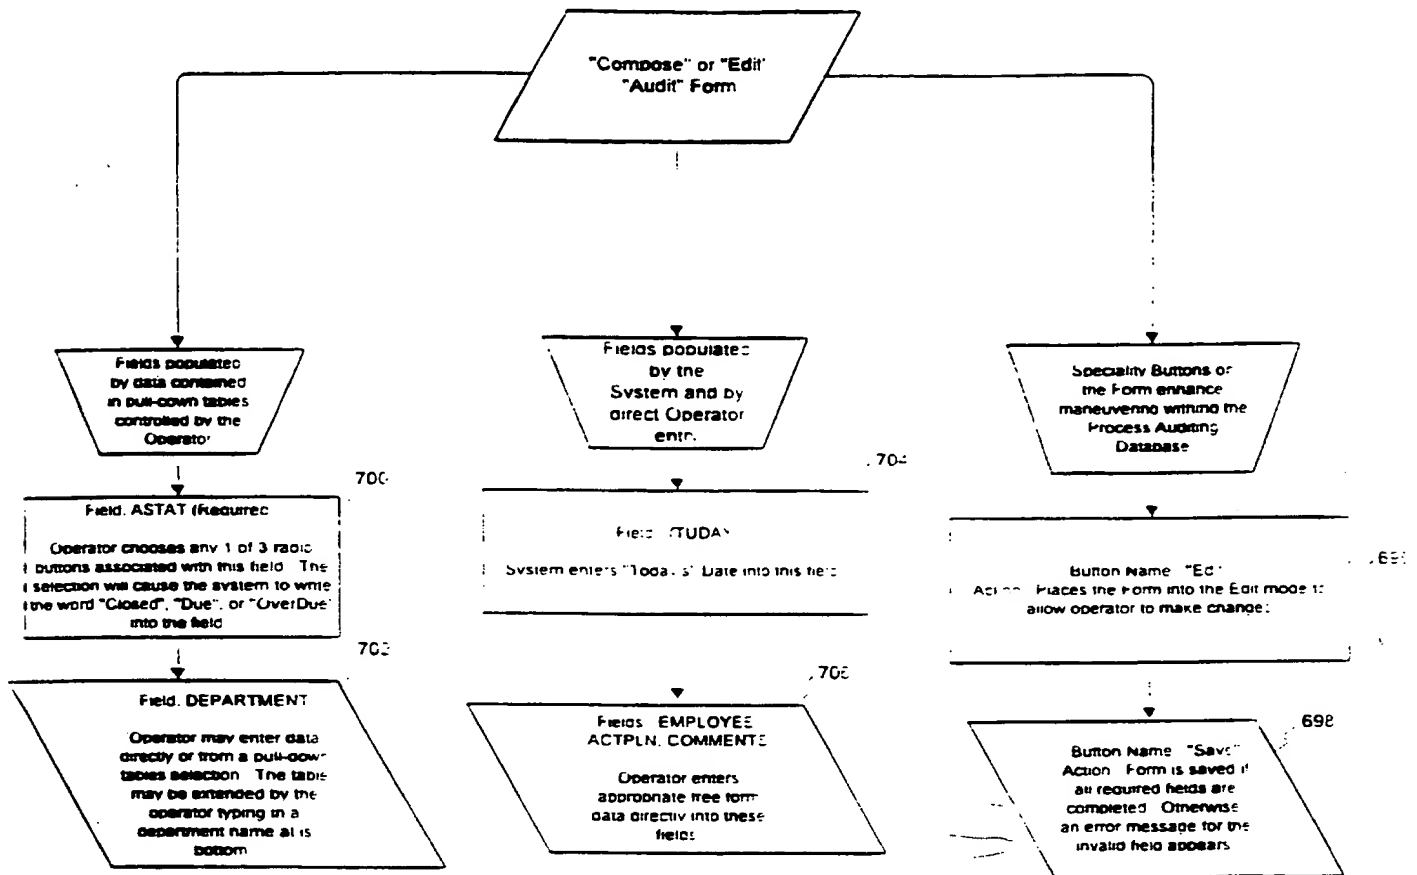 "Compose" or "Edit"
"Audit" Form
Fields populated
by data contained
in pull-down tables
controlled by the
Operator
700
Field. ASTAT (Required
Operator chooses any 1 of 3 radio
buttons associated with this field. The
selection will cause the system to write
the word "Closed", "Due", or "OverDue"
into the field
702
Field. DEPARTMENT
Operator may enter data
directly or from a pull-down
tables selection. The table
may be extended by the
operator typing in a
department name at is
bottom
Fields populated
by the
System and by
direct Operator
entry.
704
Field
System enters "Today's" Date into this field
706
Fields EMPLOYEE
ACTPLN, COMMENTS
Operator enters
appropriate free form
data directly into these
fields
Speciality Buttons on
the Form enhance
maneuvering withing the
Process Auditing
Database
Button Name "Edit"
Action Places the Form into the Edit mode to
allow operator to make changes
698
Button Name "Save"
Action Form is saved if
all required fields are
completed. Otherwise
an error message for the
invalid field appears